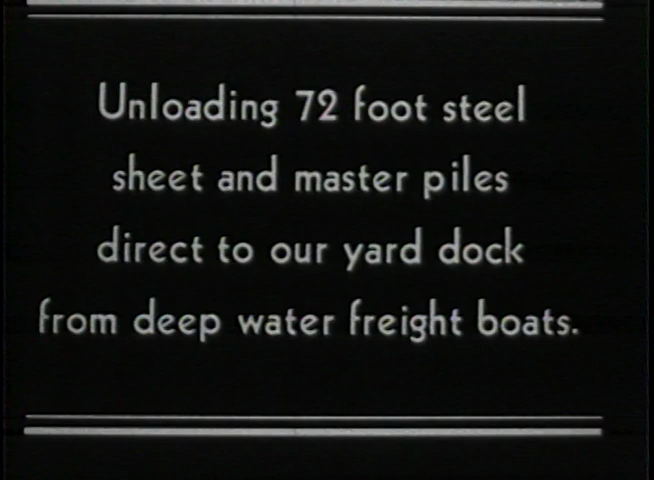 Unloading 72 foot steel
sheet and master piles
direct to our yard dock
from deep water freight boats.